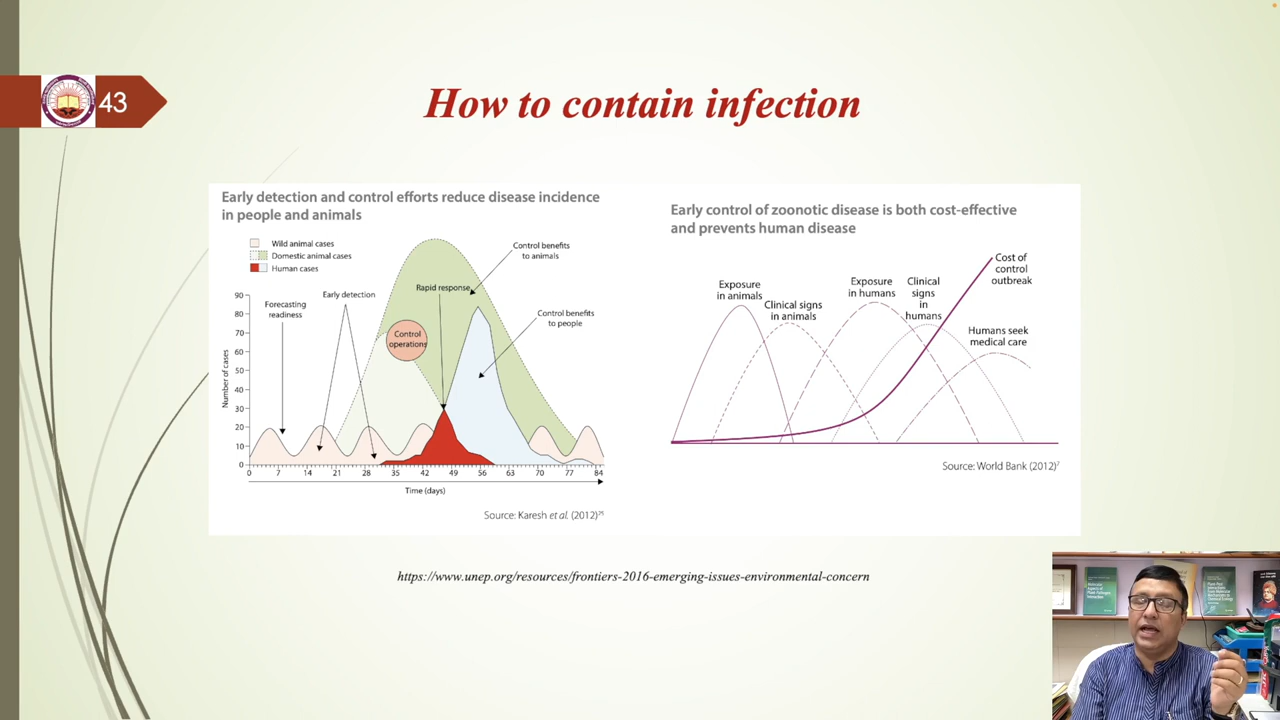 43
How to contain infection
Early detection and control efforts reduce disease incidence
in people and animals
Wild animal cases
Domestic animal cases
Human cases
Control benefits
to animals
Rapid response
Early detection
Forecasting
readiness
Control
operations
Control benefits
to people
Number of cases
90
80
70
60
50
40
30
20
10
0
0 7 14 21 28 35 42 49 56 63 70 77 84
Time (days)
Source: Karesh et al. (2012)²⁵
Early control of zoonotic disease is both cost-effective
and prevents human disease
Exposure
in animals
Clinical signs
in animals
Exposure
in humans
Clinical
signs
in
humans
Cost of
control
outbreak
Humans seek
medical care
Source: World Bank (2012)⁷
https://www.unep.org/resources/frontiers-2016-emerging-issues-environmental-concern